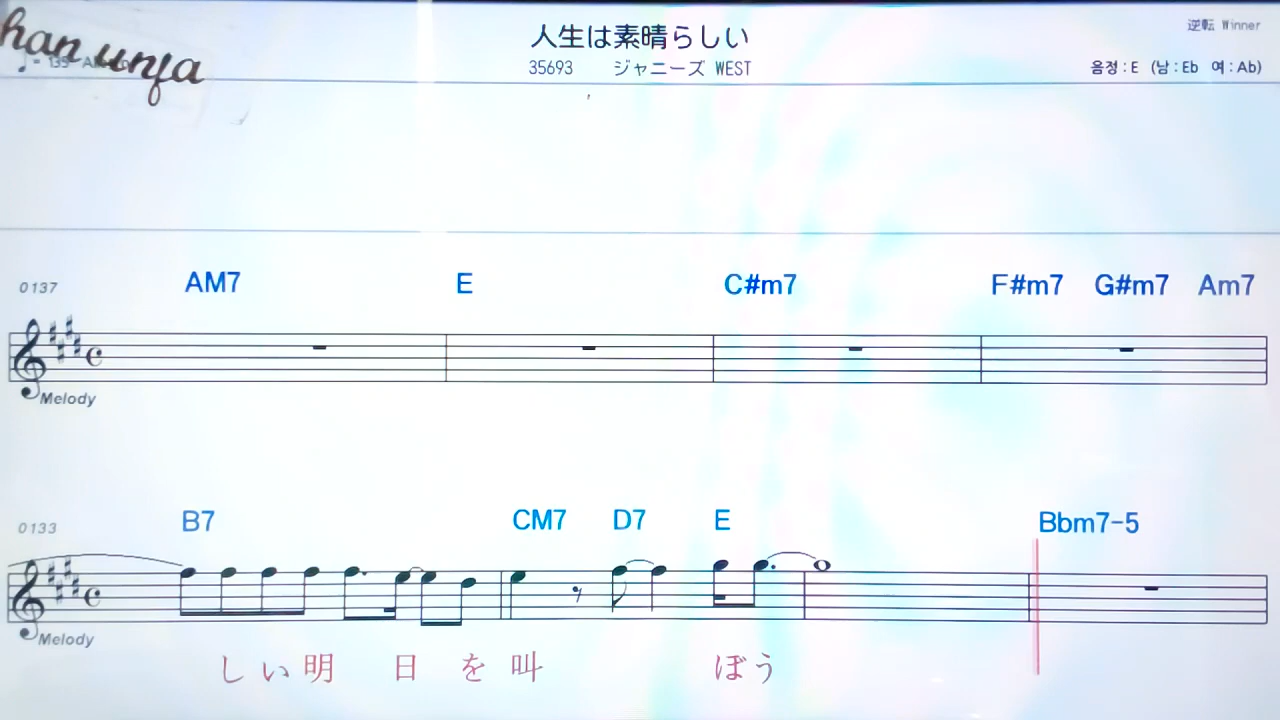 han unfa
人生は素晴らしい
逆転 Winner
35693 ジャニーズ WEST
음정:E (남:Eb 여:Ab)
0137 AM7 E C#m7 F#m7 G#m7 Am7
Melody
0133 B7 CM7 D7 E Bbm7-5
Melody
しい明日を叫ぼう